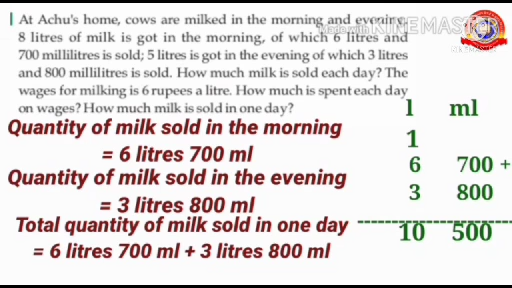 At Achu's home, cows are milked in the morning and evening,
8 litres of milk is got in the morning, of which 6 litres and
700 millilitres is sold; 5 litres is got in the evening of which 3 litres
and 800 millilitres is sold. How much milk is sold each day? The
wages for milking is 6 rupees a litre. How much is spent each day
on wages? How much milk is sold in one day?
Made with KINEMASTER
l ml
1
6 700 +
3 800
10 500
Quantity of milk sold in the morning
= 6 litres 700 ml
Quantity of milk sold in the evening
= 3 litres 800 ml
Total quantity of milk sold in one day
= 6 litres 700 ml + 3 litres 800 ml